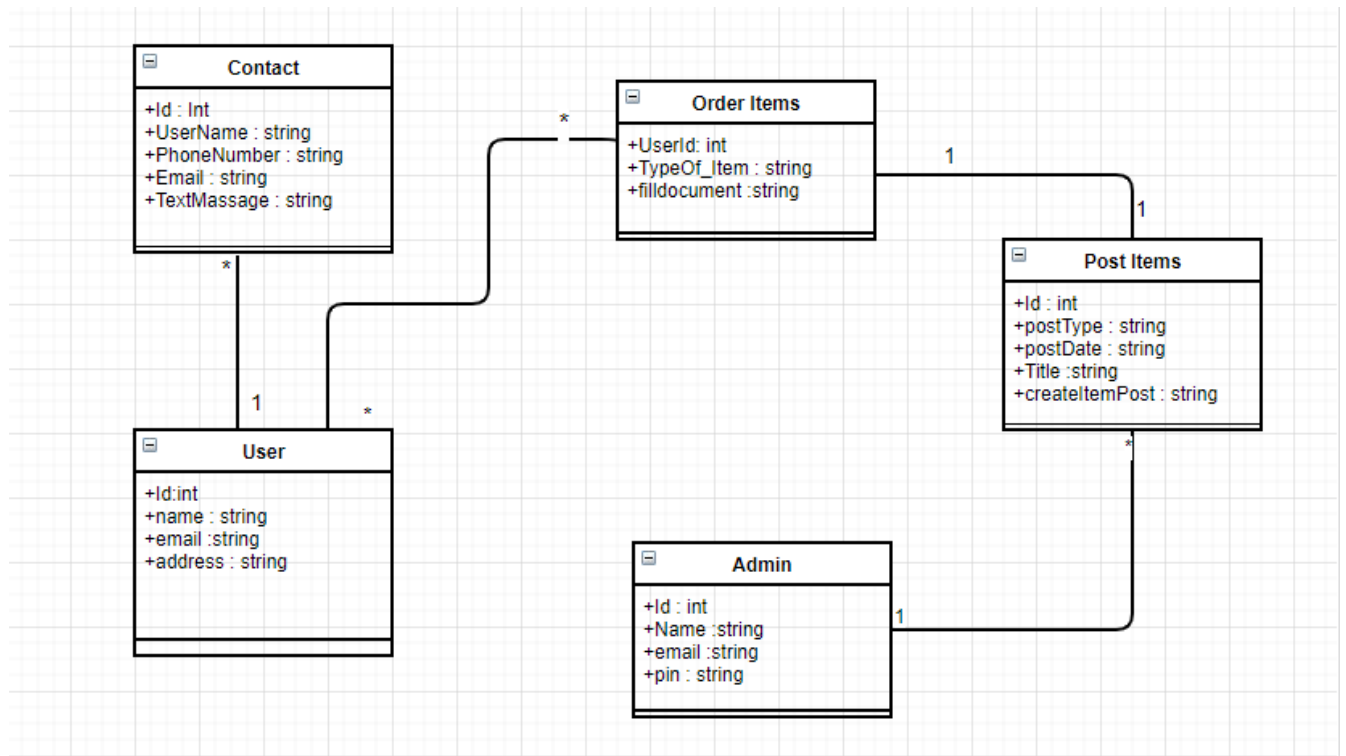 Contact
+Id : Int
+UserName : string
+PhoneNumber : string
+Email : string
+TextMassage : string
*
1
*
*
Order Items
+UserId: int
+TypeOf_Item : string
+filldocument :string
1
1
Post Items
+Id : int
+postType : string
+postDate : string
+Title :string
+createItemPost : string
*
User
+Id:int
+name : string
+email :string
+address : string
Admin
+Id : int
+Name :string
+email :string
+pin : string
1